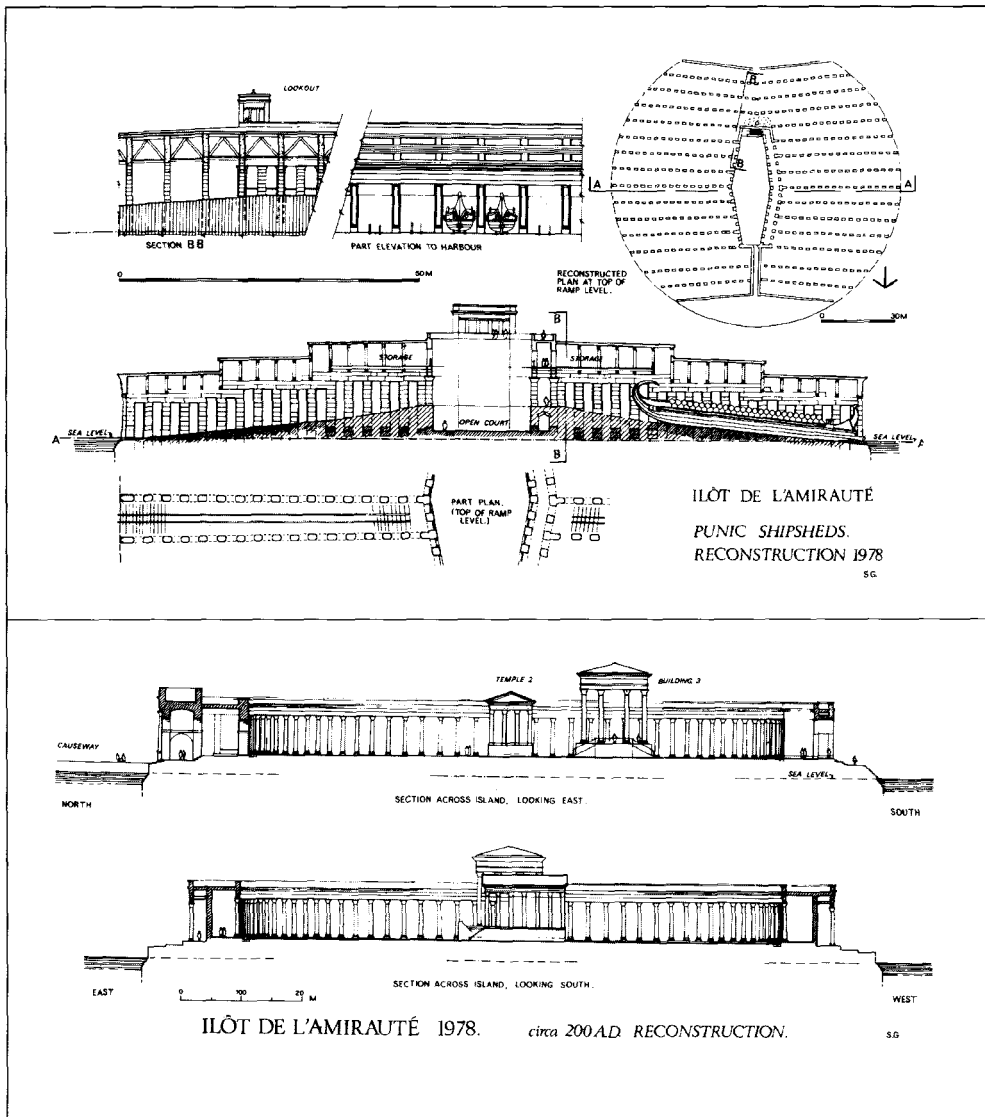 LOOKOUT
SECTION BB
PART ELEVATION TO HARBOUR
0 50M
B
B
A A
RECONSTRUCTED
PLAN AT TOP OF
RAMP LEVEL.
0 30M
B
STORAGE STORAGE
OPEN COURT
A SEA LEVEL SEA LEVEL A
B
PART PLAN.
(TOP OF RAMP
LEVEL.)
ILÔT DE L'AMIRAUTÉ
PUNIC SHIPSHEDS.
RECONSTRUCTION 1978
S.G.
TEMPLE 2 BUILDING 3
CAUSEWAY
SEA LEVEL
NORTH SOUTH
SECTION ACROSS ISLAND, LOOKING EAST.
SECTION ACROSS ISLAND, LOOKING SOUTH.
EAST WEST
0 100 20 M
ILÔT DE L'AMIRAUTÉ 1978. circa 200 A.D. RECONSTRUCTION.
S.G